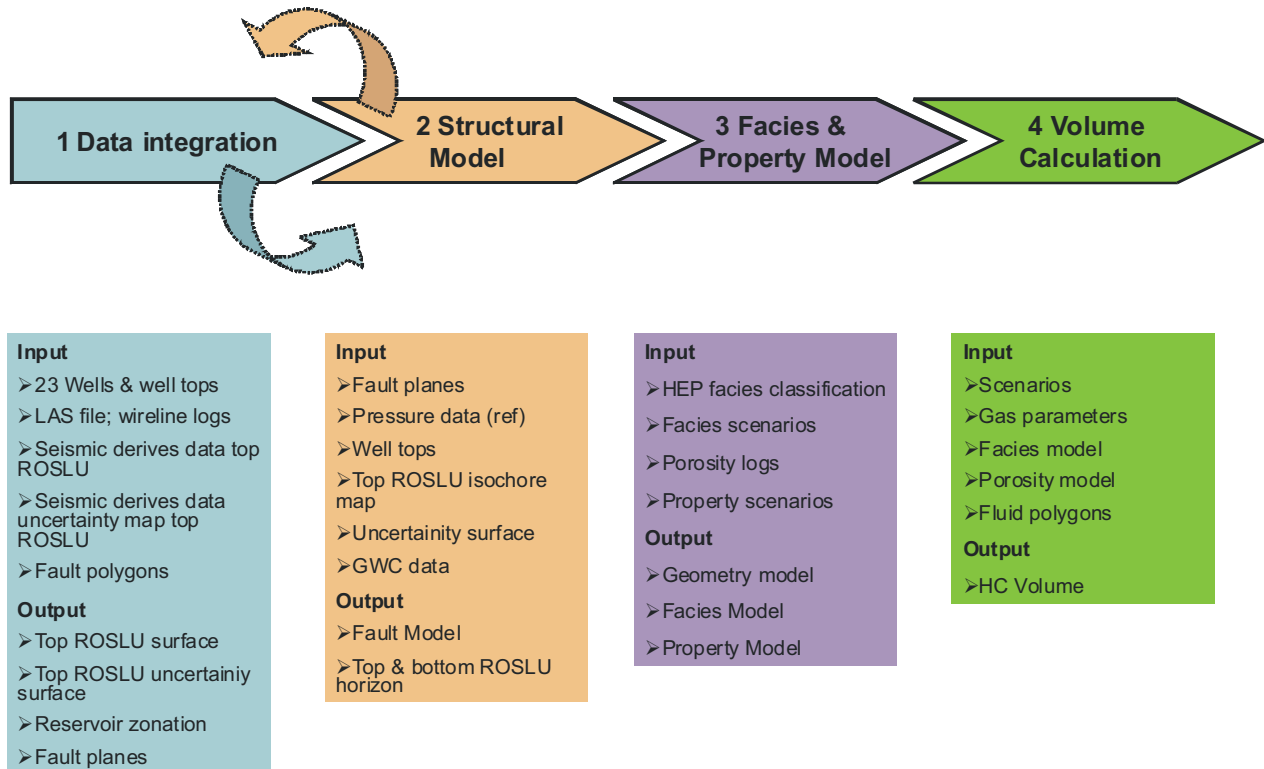 1 Data integration
2 Structural
Model
3 Facies &
Property Model
4 Volume
Calculation
Input
➢23 Wells & well tops
➢LAS file; wireline logs
➢Seismic derives data top
ROSLU
➢Seismic derives data
uncertainty map top
ROSLU
➢Fault polygons
Output
➢Top ROSLU surface
➢Top ROSLU uncertainiy
surface
➢Reservoir zonation
➢Fault planes
Input
➢Fault planes
➢Pressure data (ref)
➢Well tops
➢Top ROSLU isochore
map
➢Uncertainity surface
➢GWC data
Output
➢Fault Model
➢Top & bottom ROSLU
horizon
Input
➢HEP facies classification
➢Facies scenarios
➢Porosity logs
➢Property scenarios
Output
➢Geometry model
➢Facies Model
➢Property Model
Input
➢Scenarios
➢Gas parameters
➢Facies model
➢Porosity model
➢Fluid polygons
Output
➢HC Volume